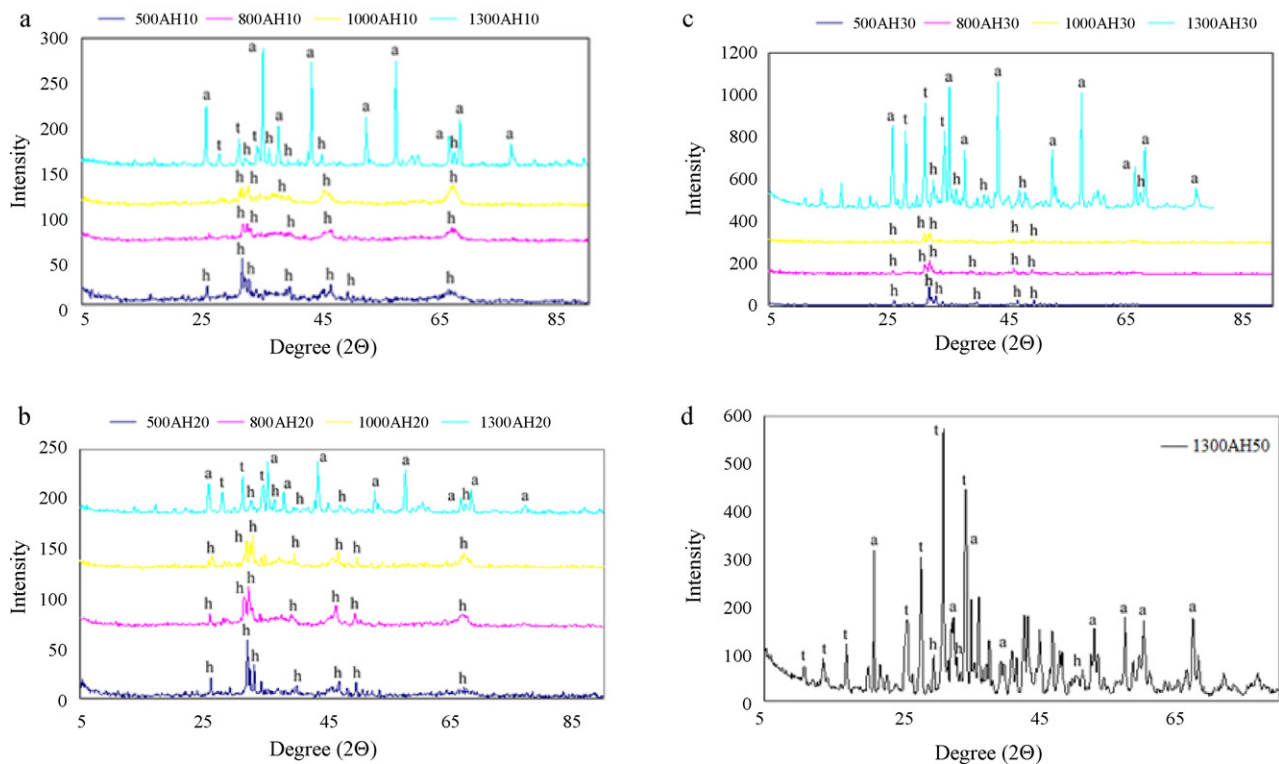 a
500AH10 800AH10 1000AH10 1300AH10
300
250
200
150
100
50
0
Intensity
a t t h a a h t h a h a h a a a h a a
h h h h h
h h h h h
h h h h h h
5 25 45 65 85
Degree (2Θ)
b
500AH20 800AH20 1000AH20 1300AH20
250
200
150
100
50
0
Intensity
a t t h t a h a h a h a a a h a a
h h h h h h h
h h h h h h h
h h h h h h h
5 25 45 65 85
Degree (2Θ)
c
500AH30 800AH30 1000AH30 1300AH30
1200
1000
800
600
400
200
0
Intensity
a t t h t a h a h a h h a a a h a a
h h h h h
h h h h h h
h h h h h h
5 25 45 65 85
Degree (2Θ)
d
1300AH50
600
500
400
300
200
100
0
Intensity
t t t a t t h t a h t a a h a a a a
5 25 45 65
Degree (2Θ)